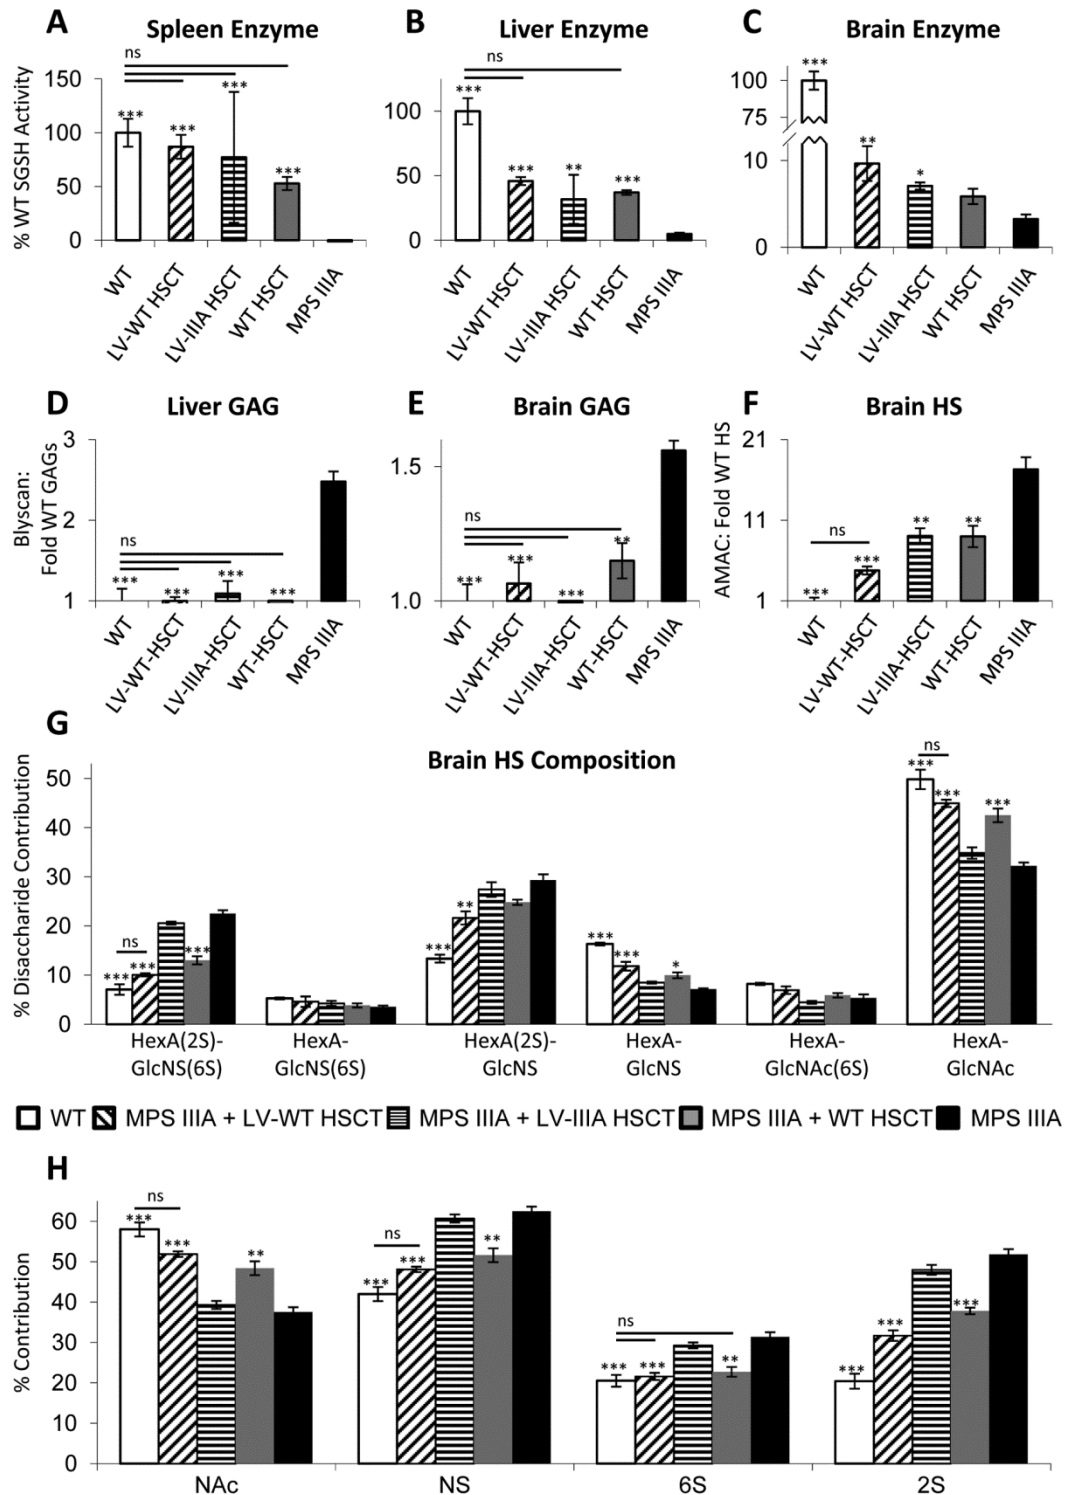 A Spleen Enzyme
% WT SGSH Activity
150
100
50
0
ns
***
***
***
***
WT
LV-WT HSCT
LV-IIIA HSCT
WT HSCT
MPS IIIA
B Liver Enzyme
100
50
0
ns
***
***
**
***
WT
LV-WT HSCT
LV-IIIA HSCT
WT HSCT
MPS IIIA
C Brain Enzyme
100
75
10
0
***
**
*
WT
LV-WT HSCT
LV-IIIA HSCT
WT HSCT
MPS IIIA
D Liver GAG
Blyscan:
Fold WT GAGs
3
2
1
ns
***
***
***
***
WT
LV-WT-HSCT
LV-IIIA-HSCT
WT-HSCT
MPS IIIA
E Brain GAG
1.5
1.0
ns
***
***
***
**
WT
LV-WT-HSCT
LV-IIIA-HSCT
WT-HSCT
MPS IIIA
F Brain HS
AMAC: Fold WT HS
21
11
1
ns
***
***
**
**
WT
LV-WT-HSCT
LV-IIIA-HSCT
WT-HSCT
MPS IIIA
G
Brain HS Composition
% Disaccharide Contribution
50
40
30
20
10
0
ns
*** *** ***
*** **
*** *** *
ns
*** *** ***
HexA(2S)-
GlcNS(6S)
HexA-
GlcNS(6S)
HexA(2S)-
GlcNS
HexA-
GlcNS
HexA-
GlcNAc(6S)
HexA-
GlcNAc
WT MPS IIIA + LV-WT HSCT MPS IIIA + LV-IIIA HSCT MPS IIIA + WT HSCT MPS IIIA
H
% Contribution
60
50
40
30
20
10
0
ns
*** *** **
ns
*** *** **
ns
*** *** **
*** *** ***
NAc NS 6S 2S